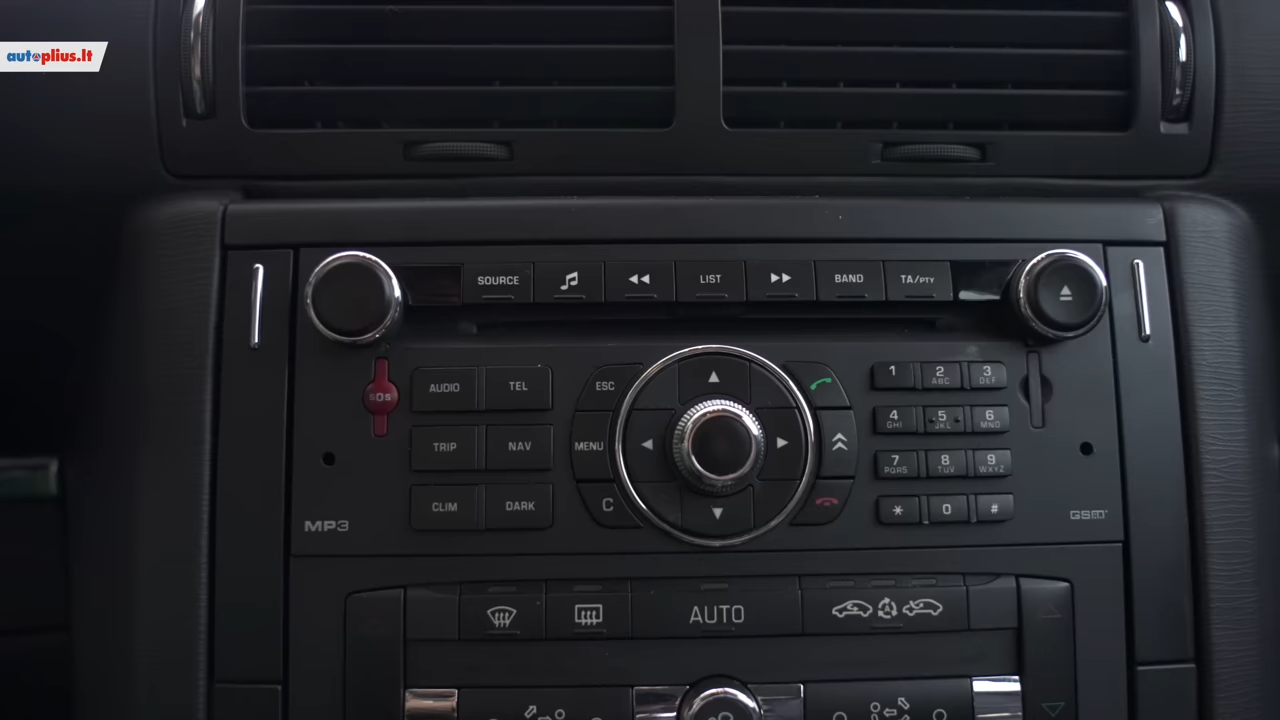 autoplius.lt
SOURCE LIST BAND TA/PTY
SOS
AUDIO TEL
TRIP NAV
CLIM DARK
ESC
MENU
C
1 2 ABC 3 DEF
4 GHI 5 JKL 6 MNO
7 PQRS 8 TUV 9 WXYZ
* 0 #
MP3
GSM
AUTO